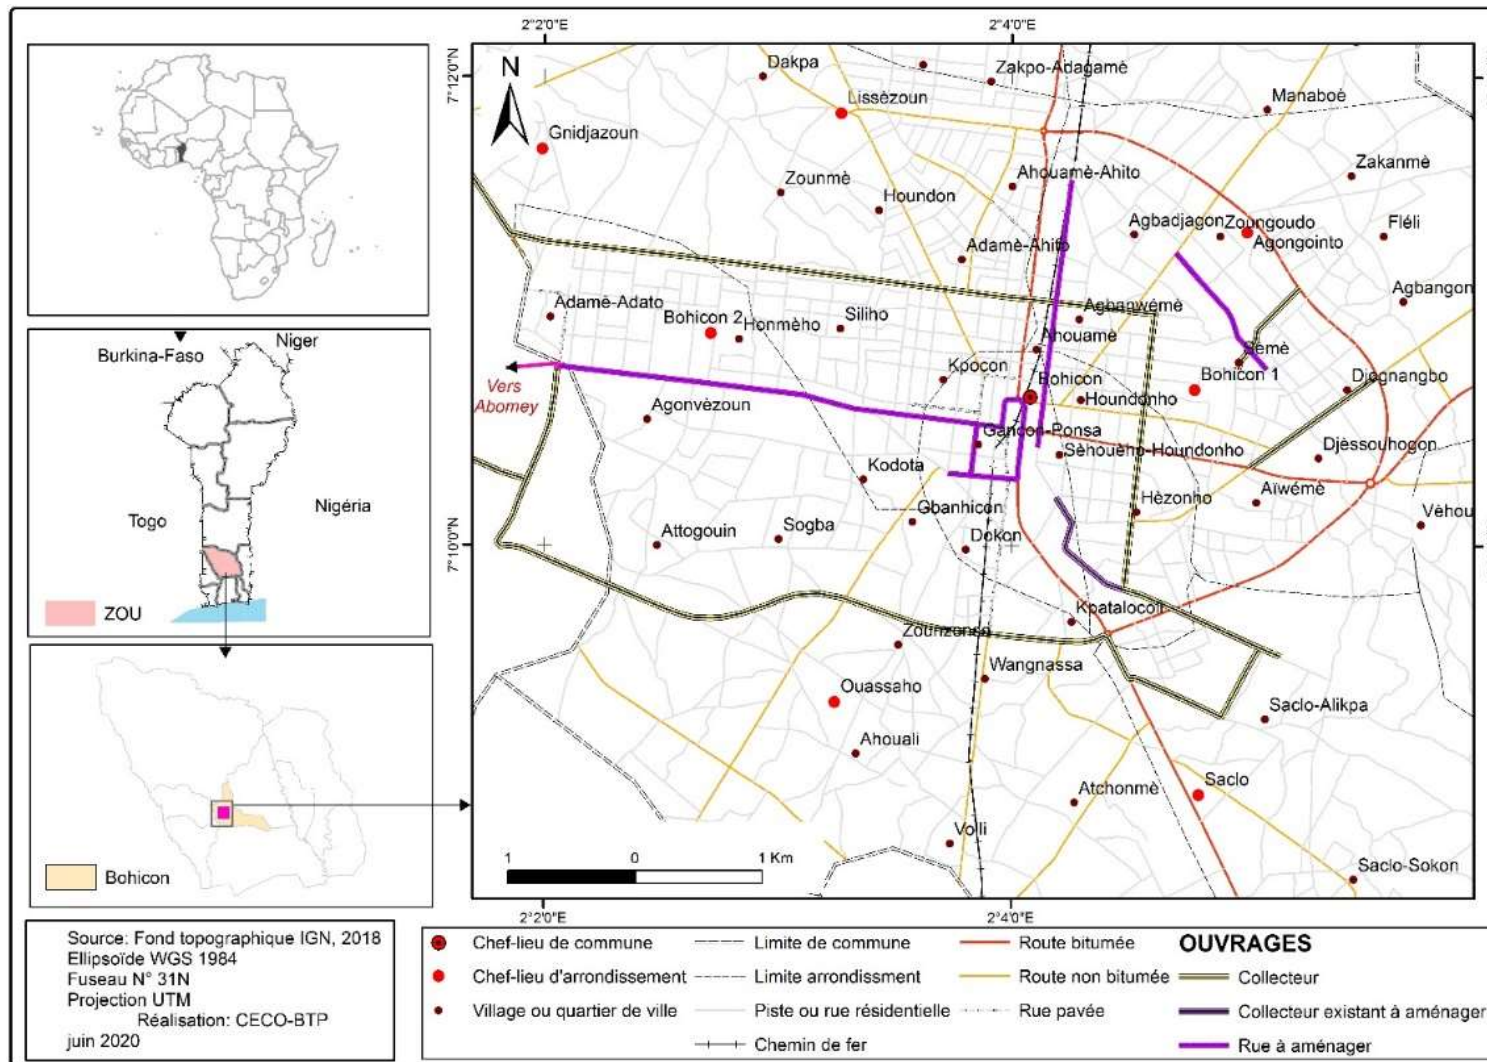 2°2'0"E
2°4'0"E
7°12'0"N
7°10'0"N
N
Dakpa
Zakpo-Adagamè
Lissèzoun
Manaboè
Gnidjazoun
Zakanmè
Zounmè
Ahouamè-Ahito
Houndon
Agbadjagon
Zoungoudo
Fléli
Agongointo
Adamè-Ahito
Agbangon
Adamè-Adato
Bohicon 2
Honmèho
Siliho
Agbanwémè
Ahouamè
Sèmè
Vers
Abomey
Kpocon
Bohicon
Bohicon 1
Djognangbo
Houndonho
Agonvèzoun
Gancon-Ponsa
Sèhouèho-Houndonho
Djèssouhogon
Kodota
Hèzonho
Aïwémè
Gbanhicon
Vèhou
Attogouin
Sogba
Dokon
Kpatalocoli
Zounzonsa
Wangnassa
Ouassaho
Saclo-Alikpa
Ahouali
Atchonmè
Saclo
Volli
Saclo-Sokon
1 0 1 Km
2°2'0"E
2°4'0"E
Burkina-Faso
Niger
Togo
Nigéria
ZOU
Bohicon
Source: Fond topographique IGN, 2018
Ellipsoïde WGS 1984
Fuseau N° 31N
Projection UTM
Réalisation: CECO-BTP
juin 2020
Chef-lieu de commune
Chef-lieu d'arrondissement
Village ou quartier de ville
Limite de commune
Limite arrondissment
Piste ou rue résidentielle
Chemin de fer
Route bitumée
Route non bitumée
Rue pavée
OUVRAGES
Collecteur
Collecteur existant à aménager
Rue à aménager